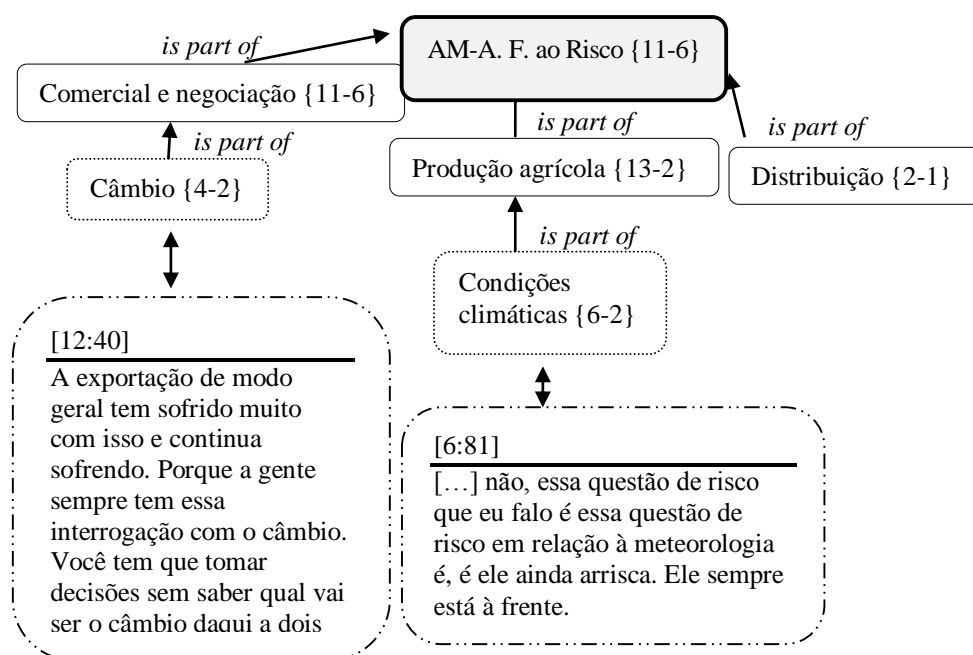 is part of
AM-A. F. ao Risco {11-6}
Comercial e negociação {11-6}
is part of
is part of
is part of
Câmbio {4-2}
Produção agrícola {13-2}
Distribuição {2-1}
is part of
Condições
climáticas {6-2}
[12:40]
A exportação de modo
geral tem sofrido muito
com isso e continua
sofrendo. Porque a gente
sempre tem essa
interrogação com o câmbio.
Você tem que tomar
decisões sem saber qual vai
ser o câmbio daqui a dois
[6:81]
[…] não, essa questão de risco
que eu falo é essa questão de
risco em relação à meteorologia
é, é ele ainda arrisca. Ele sempre
está à frente.